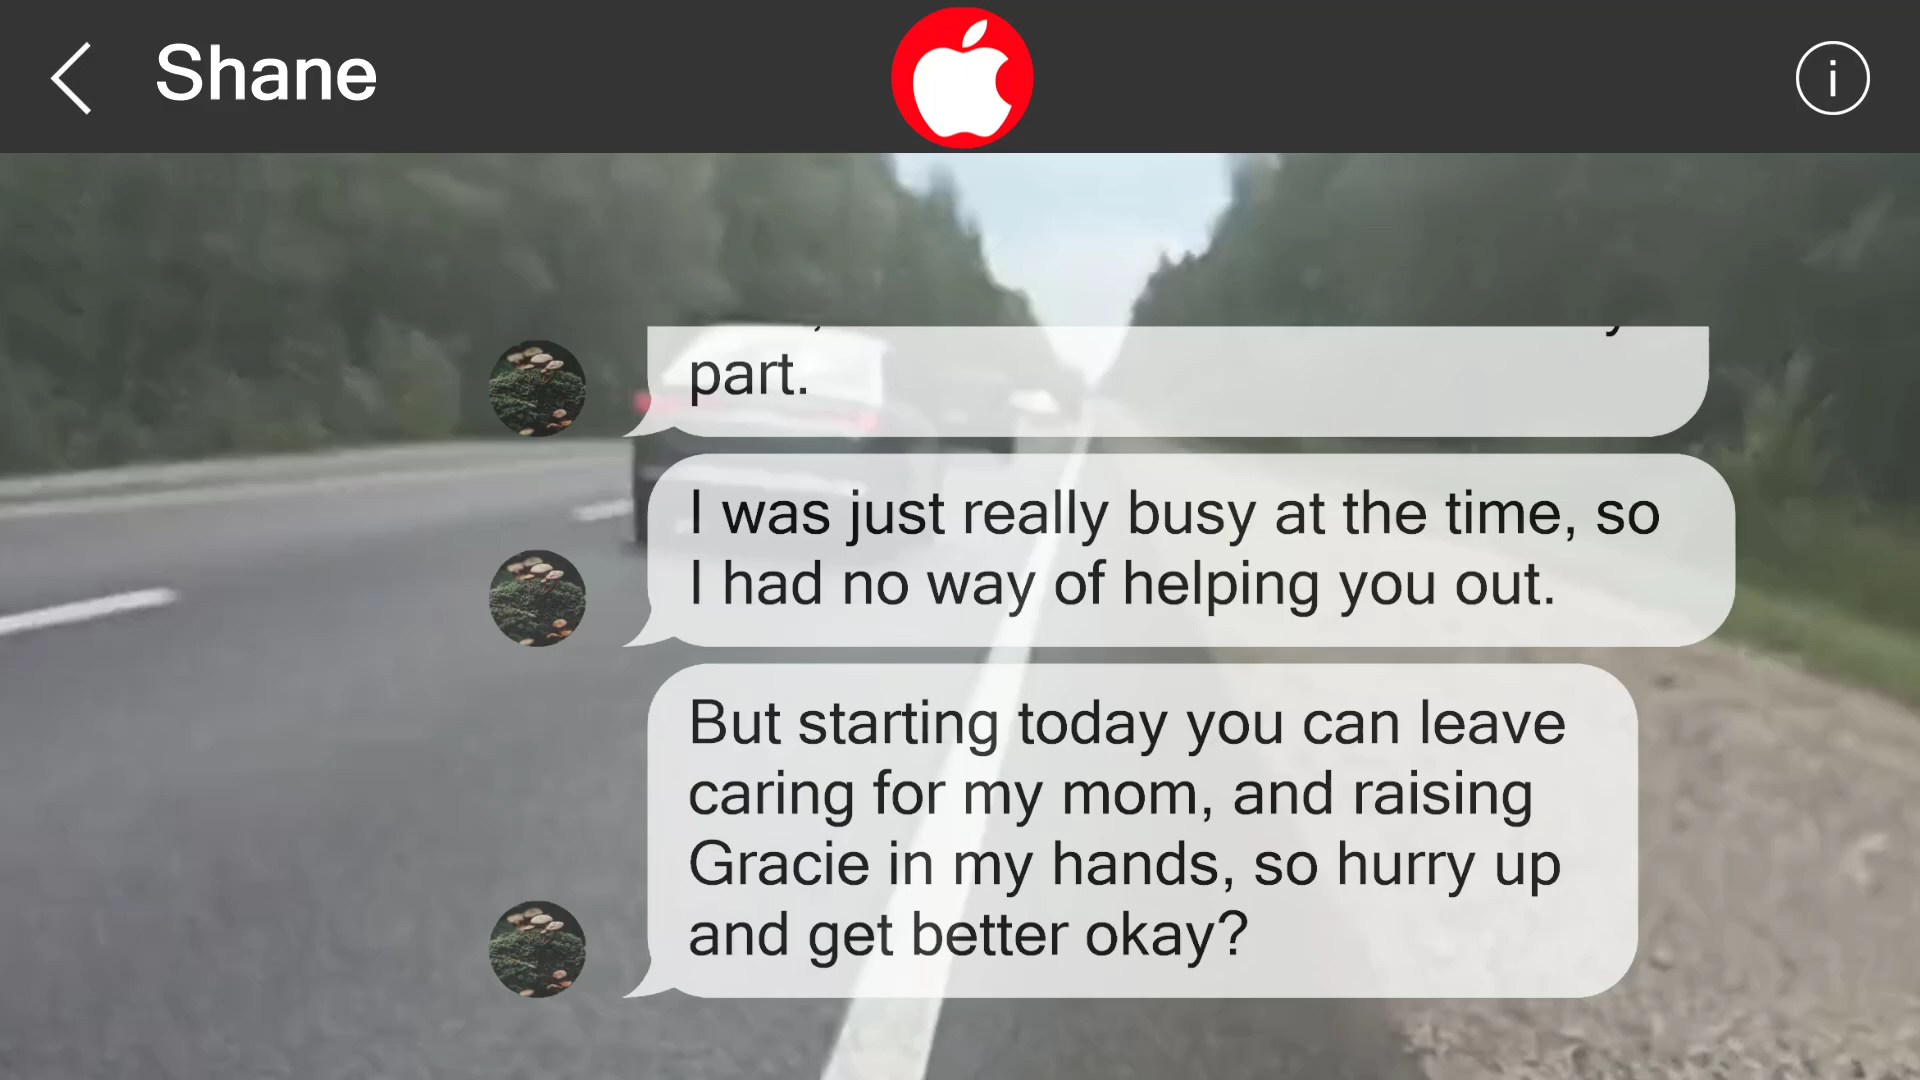 Shane
part.
I was just really busy at the time, so
I had no way of helping you out.
But starting today you can leave
caring for my mom, and raising
Gracie in my hands, so hurry up
and get better okay?